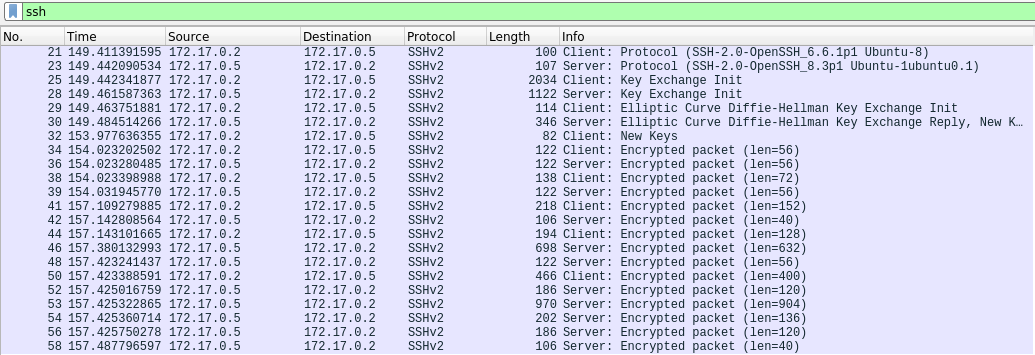 ssh
No. Time Source Destination Protocol Length Info
21 149.411391595 172.17.0.2 172.17.0.5 SSHv2 100 Client: Protocol (SSH-2.0-OpenSSH_6.6.1p1 Ubuntu-8)
23 149.442090534 172.17.0.5 172.17.0.2 SSHv2 107 Server: Protocol (SSH-2.0-OpenSSH_8.3p1 Ubuntu-1ubuntu0.1)
25 149.442341877 172.17.0.2 172.17.0.5 SSHv2 2034 Client: Key Exchange Init
28 149.461587363 172.17.0.5 172.17.0.2 SSHv2 1122 Server: Key Exchange Init
29 149.463751881 172.17.0.2 172.17.0.5 SSHv2 114 Client: Elliptic Curve Diffie-Hellman Key Exchange Init
30 149.484514266 172.17.0.5 172.17.0.2 SSHv2 346 Server: Elliptic Curve Diffie-Hellman Key Exchange Reply, New K…
32 153.977636355 172.17.0.2 172.17.0.5 SSHv2 82 Client: New Keys
34 154.023202502 172.17.0.2 172.17.0.5 SSHv2 122 Client: Encrypted packet (len=56)
36 154.023280485 172.17.0.5 172.17.0.2 SSHv2 122 Server: Encrypted packet (len=56)
38 154.023398988 172.17.0.2 172.17.0.5 SSHv2 138 Client: Encrypted packet (len=72)
39 154.031945770 172.17.0.5 172.17.0.2 SSHv2 122 Server: Encrypted packet (len=56)
41 157.109279885 172.17.0.2 172.17.0.5 SSHv2 218 Client: Encrypted packet (len=152)
42 157.142808564 172.17.0.5 172.17.0.2 SSHv2 106 Server: Encrypted packet (len=40)
44 157.143101665 172.17.0.2 172.17.0.5 SSHv2 194 Client: Encrypted packet (len=128)
46 157.380132993 172.17.0.5 172.17.0.2 SSHv2 698 Server: Encrypted packet (len=632)
48 157.423241437 172.17.0.5 172.17.0.2 SSHv2 122 Server: Encrypted packet (len=56)
50 157.423388591 172.17.0.2 172.17.0.5 SSHv2 466 Client: Encrypted packet (len=400)
52 157.425016759 172.17.0.5 172.17.0.2 SSHv2 186 Server: Encrypted packet (len=120)
53 157.425322865 172.17.0.5 172.17.0.2 SSHv2 970 Server: Encrypted packet (len=904)
54 157.425360714 172.17.0.5 172.17.0.2 SSHv2 202 Server: Encrypted packet (len=136)
56 157.425750278 172.17.0.5 172.17.0.2 SSHv2 186 Server: Encrypted packet (len=120)
58 157.487796597 172.17.0.5 172.17.0.2 SSHv2 106 Server: Encrypted packet (len=40)